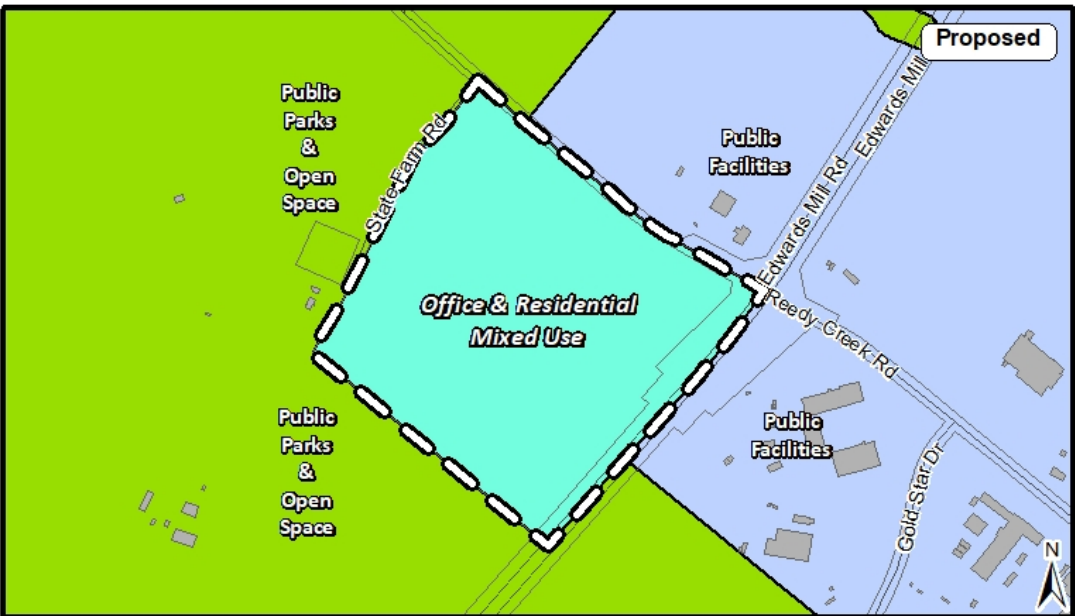 Proposed
Public
Parks
&
Open
Space
State Farm Rd
Public
Facilities
Edwards Mill
Edwards Mill Rd
Office & Residential
Mixed Use
Reedy Creek Rd
Public
Parks
&
Open
Space
Public
Facilities
Gold Star Dr
N